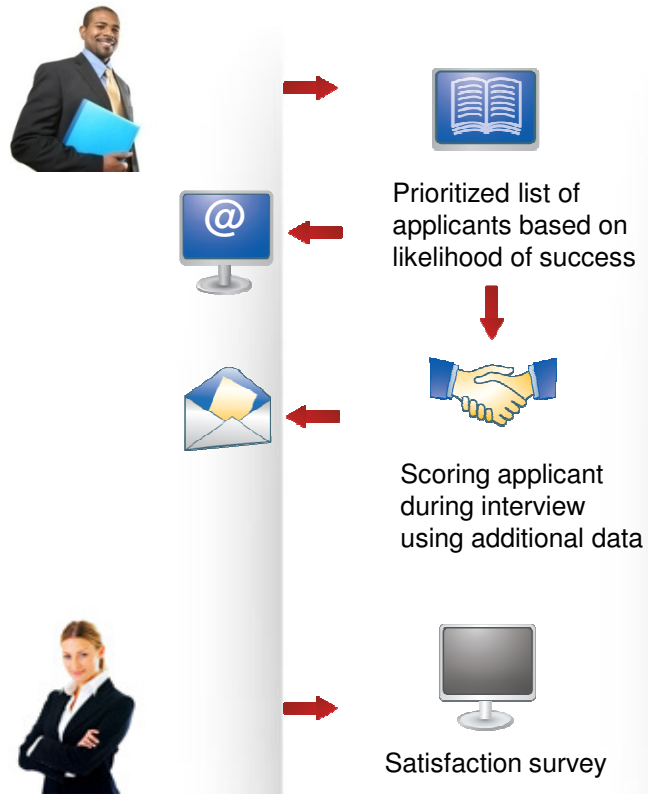 @
Prioritized list of
applicants based on
likelihood of success
Scoring applicant
during interview
using additional data
Satisfaction survey